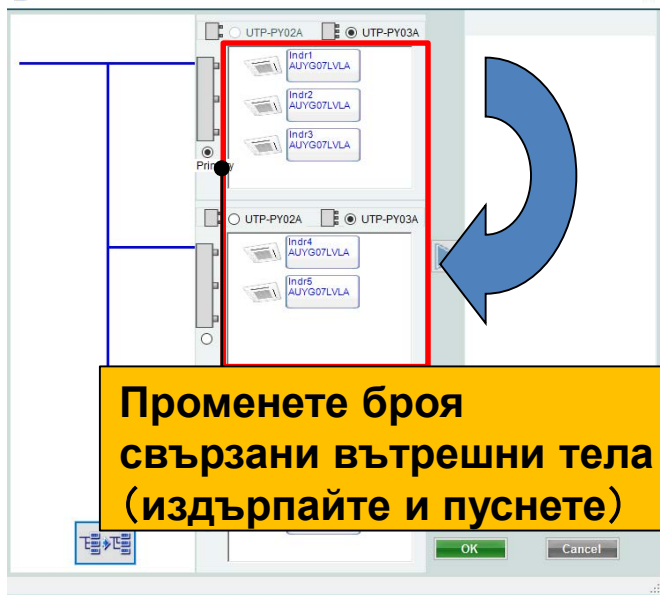 UTP-PY02A UTP-PY03A
Indr1
AUYG07LVLA
Indr2
AUYG07LVLA
Indr3
AUYG07LVLA
UTP-PY02A UTP-PY03A
Indr4
AUYG07LVLA
Indr5
AUYG07LVLA
Променете броя
свързани вътрешни тела
（издърпайте и пуснете）
OK Cancel